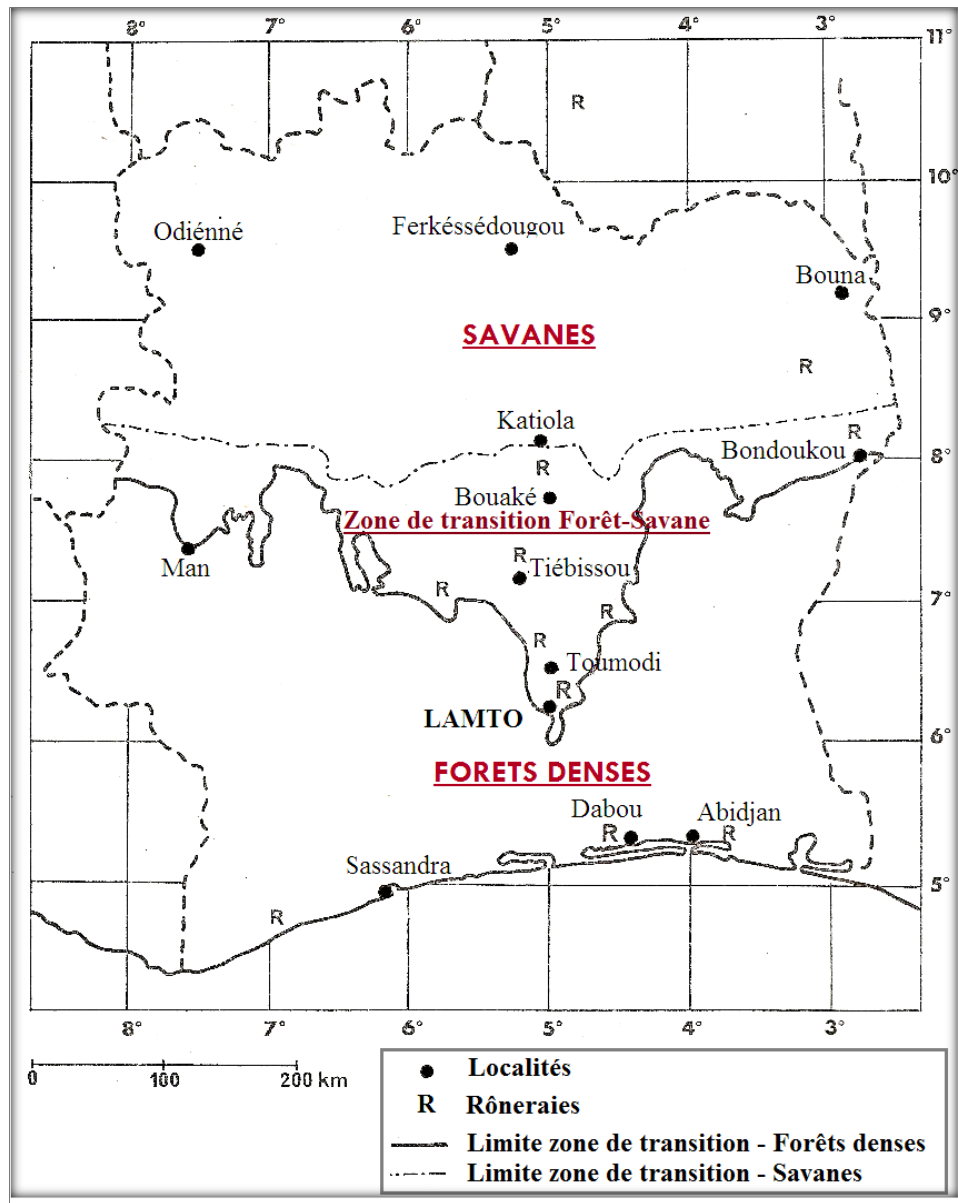 8° 7° 6° 5° 4° 3°
11°
R
10°
Odiénné
Ferkéssédougou
Bouna
9°
SAVANES
R
Katiola
R
Bondoukou
8°
R
Bouaké
Zone de transition Forêt-Savane
R
Man
Tiébissou
R
7°
R
R
Toumodi
R
LAMTO
6°
FORETS DENSES
Dabou
Abidjan
R
R
Sassandra
5°
R
8° 7° 6° 5° 4° 3°
0 100 200 km
Localités
R Rôneraies
Limite zone de transition - Forêts denses
Limite zone de transition - Savanes